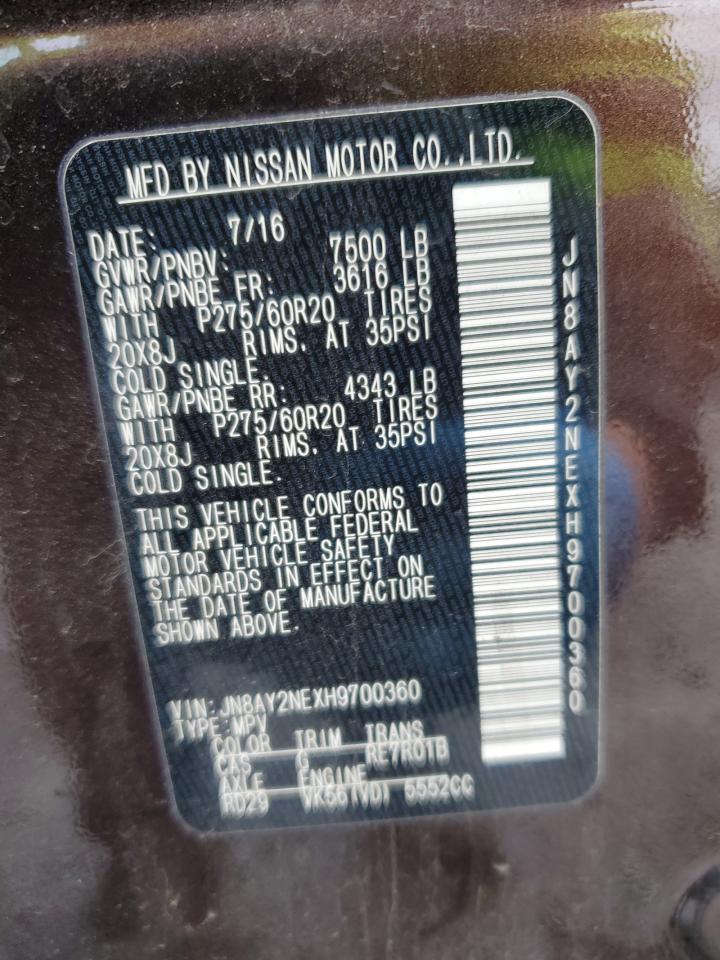 MFD BY NISSAN MOTOR CO.,LTD.
DATE: 7/16
GVWR/PNBV: 7500 LB
GAWR/PNBE FR: 3616 LB
WITH P275/60R20 TIRES
20X8J RIMS, AT 35PSI
COLD SINGLE.
GAWR/PNBE RR: 4343 LB
WITH P275/60R20 TIRES
20X8J RIMS, AT 35PSI
COLD SINGLE.
THIS VEHICLE CONFORMS TO
ALL APPLICABLE FEDERAL
MOTOR VEHICLE SAFETY
STANDARDS IN EFFECT ON
THE DATE OF MANUFACTURE
SHOWN ABOVE.
VIN: JN8AY2NEXH9700360
TYPE: MPV
COLOR TRIM TRANS
CAS G RE7R01B
AXLE ENGINE
RD29 VK56(VD) 5552CC
JN8AY2NEXH9700360